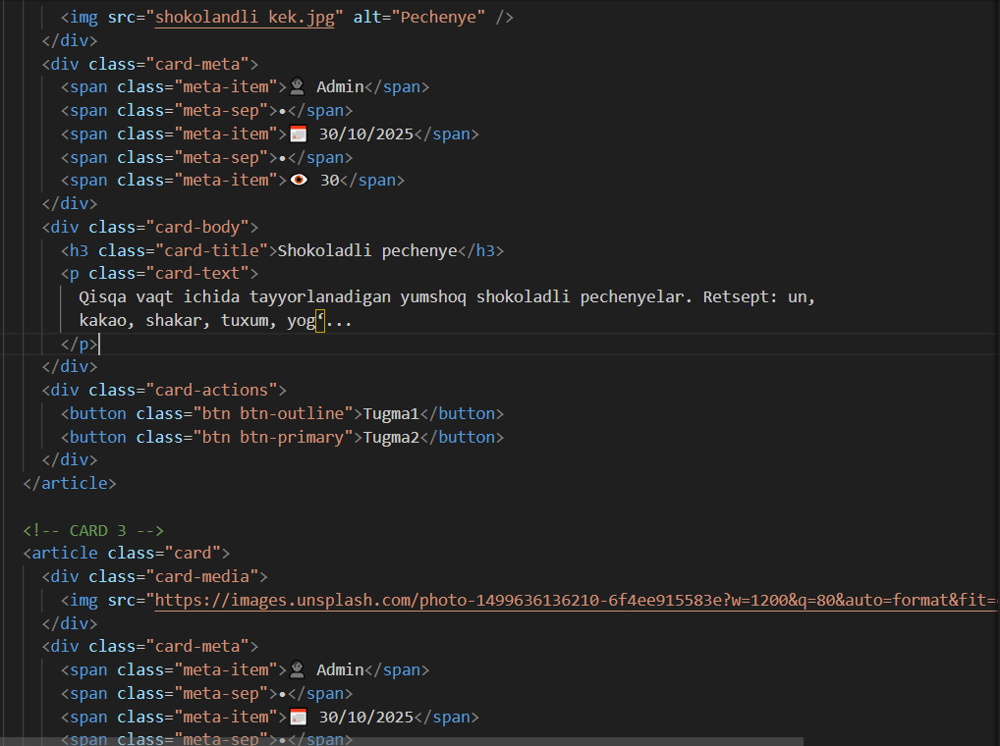 <img src="shokolandli kek.jpg" alt="Pechenye" />
</div>
<div class="card-meta">
<span class="meta-item">👤 Admin</span>
<span class="meta-sep">•</span>
<span class="meta-item">📅 30/10/2025</span>
<span class="meta-sep">•</span>
<span class="meta-item">👁 30</span>
</div>
<div class="card-body">
<h3 class="card-title">Shokoladli pechenye</h3>
<p class="card-text">
Qisqa vaqt ichida tayyorlanadigan yumshoq shokoladli pechenyelar. Retsept: un,
kakao, shakar, tuxum, yog‘...
</p>
</div>
<div class="card-actions">
<button class="btn btn-outline">Tugma1</button>
<button class="btn btn-primary">Tugma2</button>
</div>
</article>
<!-- CARD 3 -->
<article class="card">
<div class="card-media">
<img src="https://images.unsplash.com/photo-1499636136210-6f4ee915583e?w=1200&q=80&auto=format&fit=
</div>
<div class="card-meta">
<span class="meta-item">👤 Admin</span>
<span class="meta-sep">•</span>
<span class="meta-item">📅 30/10/2025</span>
<span class="meta-sep">•</span>